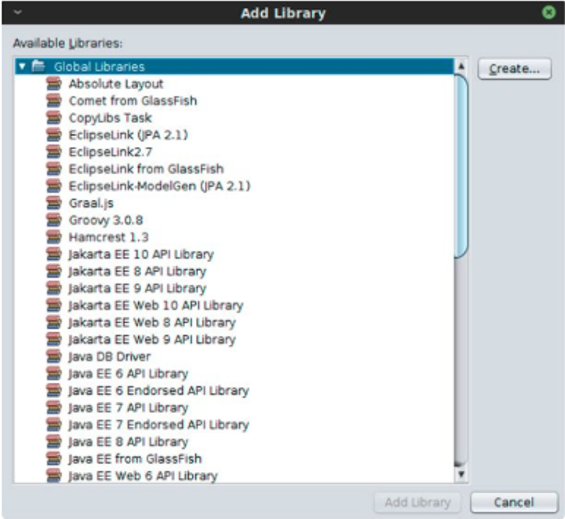 Add Library
Available Libraries:
Global Libraries
Create...
Absolute Layout
Comet from GlassFish
CopyLibs Task
EclipseLink (JPA 2.1)
EclipseLink2.7
EclipseLink from GlassFish
EclipseLink-ModelGen (JPA 2.1)
Graal.js
Groovy 3.0.8
Hamcrest 1.3
Jakarta EE 10 API Library
Jakarta EE 8 API Library
Jakarta EE 9 API Library
Jakarta EE Web 10 API Library
Jakarta EE Web 8 API Library
Jakarta EE Web 9 API Library
Java DB Driver
Java EE 6 API Library
Java EE 6 Endorsed API Library
Java EE 7 API Library
Java EE 7 Endorsed API Library
Java EE 8 API Library
Java EE from GlassFish
Java EE Web 6 API Library
Add Library
Cancel